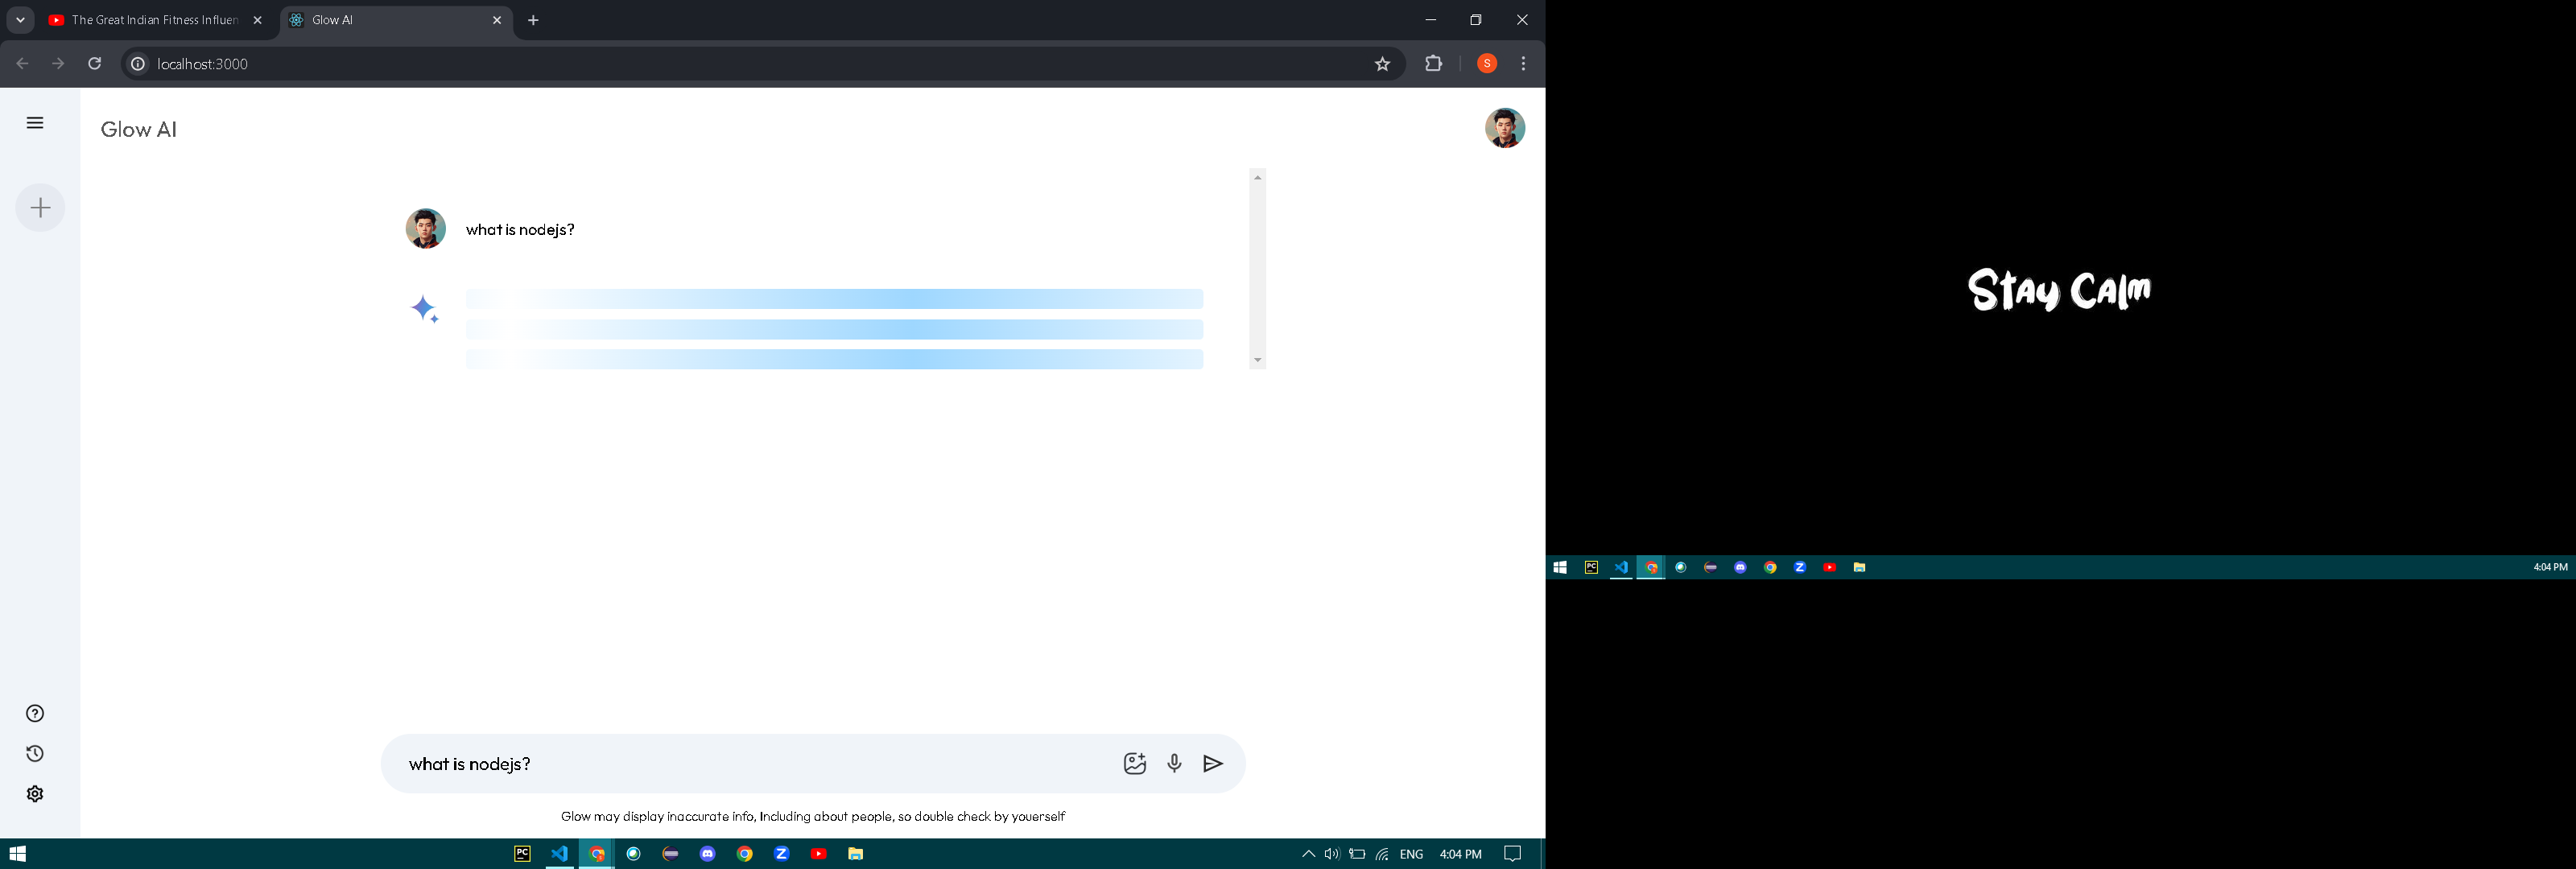 The Great Indian Fitness Influen
Glow AI
localhost:3000
S
Glow AI
what is nodejs?
what is nodejs?
Glow may display inaccurate info, Including about people, so double check by youerself
PC
Z
ENG
4:04 PM
Stay Calm
PC
Z
4:04 PM